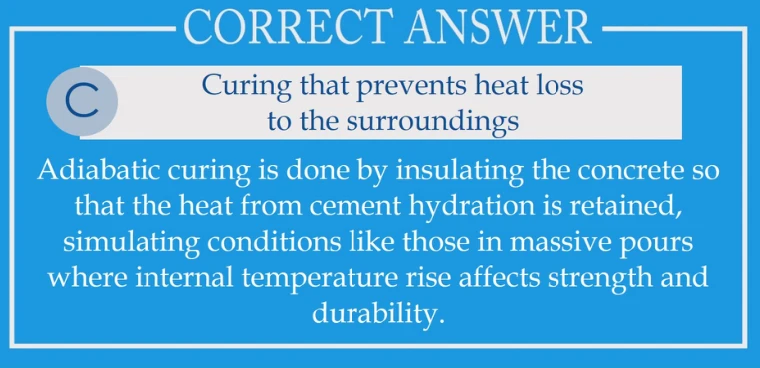 CORRECT ANSWER
C
Curing that prevents heat loss
to the surroundings
Adiabatic curing is done by insulating the concrete so
that the heat from cement hydration is retained,
simulating conditions like those in massive pours
where internal temperature rise affects strength and
durability.